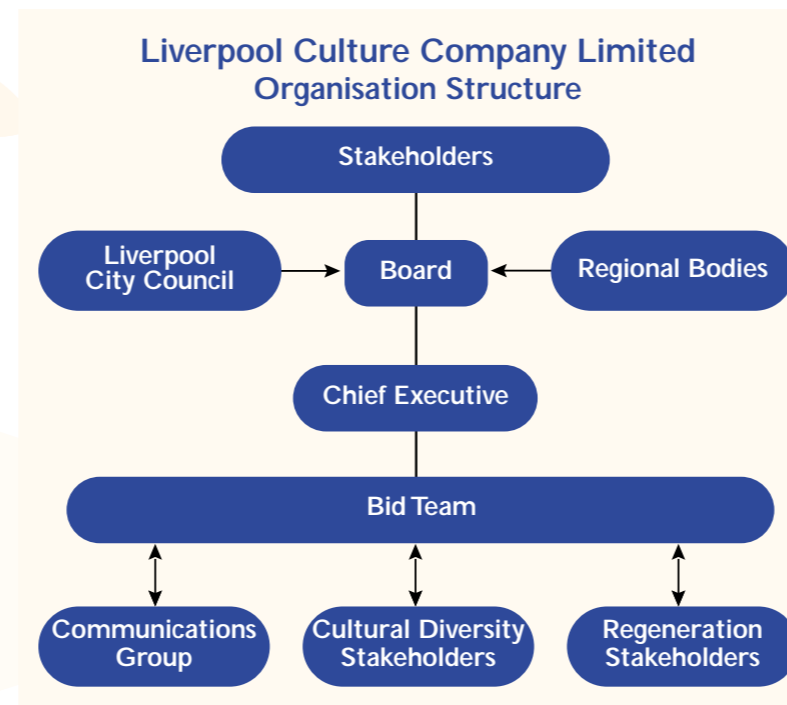 Liverpool Culture Company Limited
Organisation Structure
Stakeholders
Liverpool
City Council
Board
Regional Bodies
Chief Executive
Bid Team
Communications
Group
Cultural Diversity
Stakeholders
Regeneration
Stakeholders